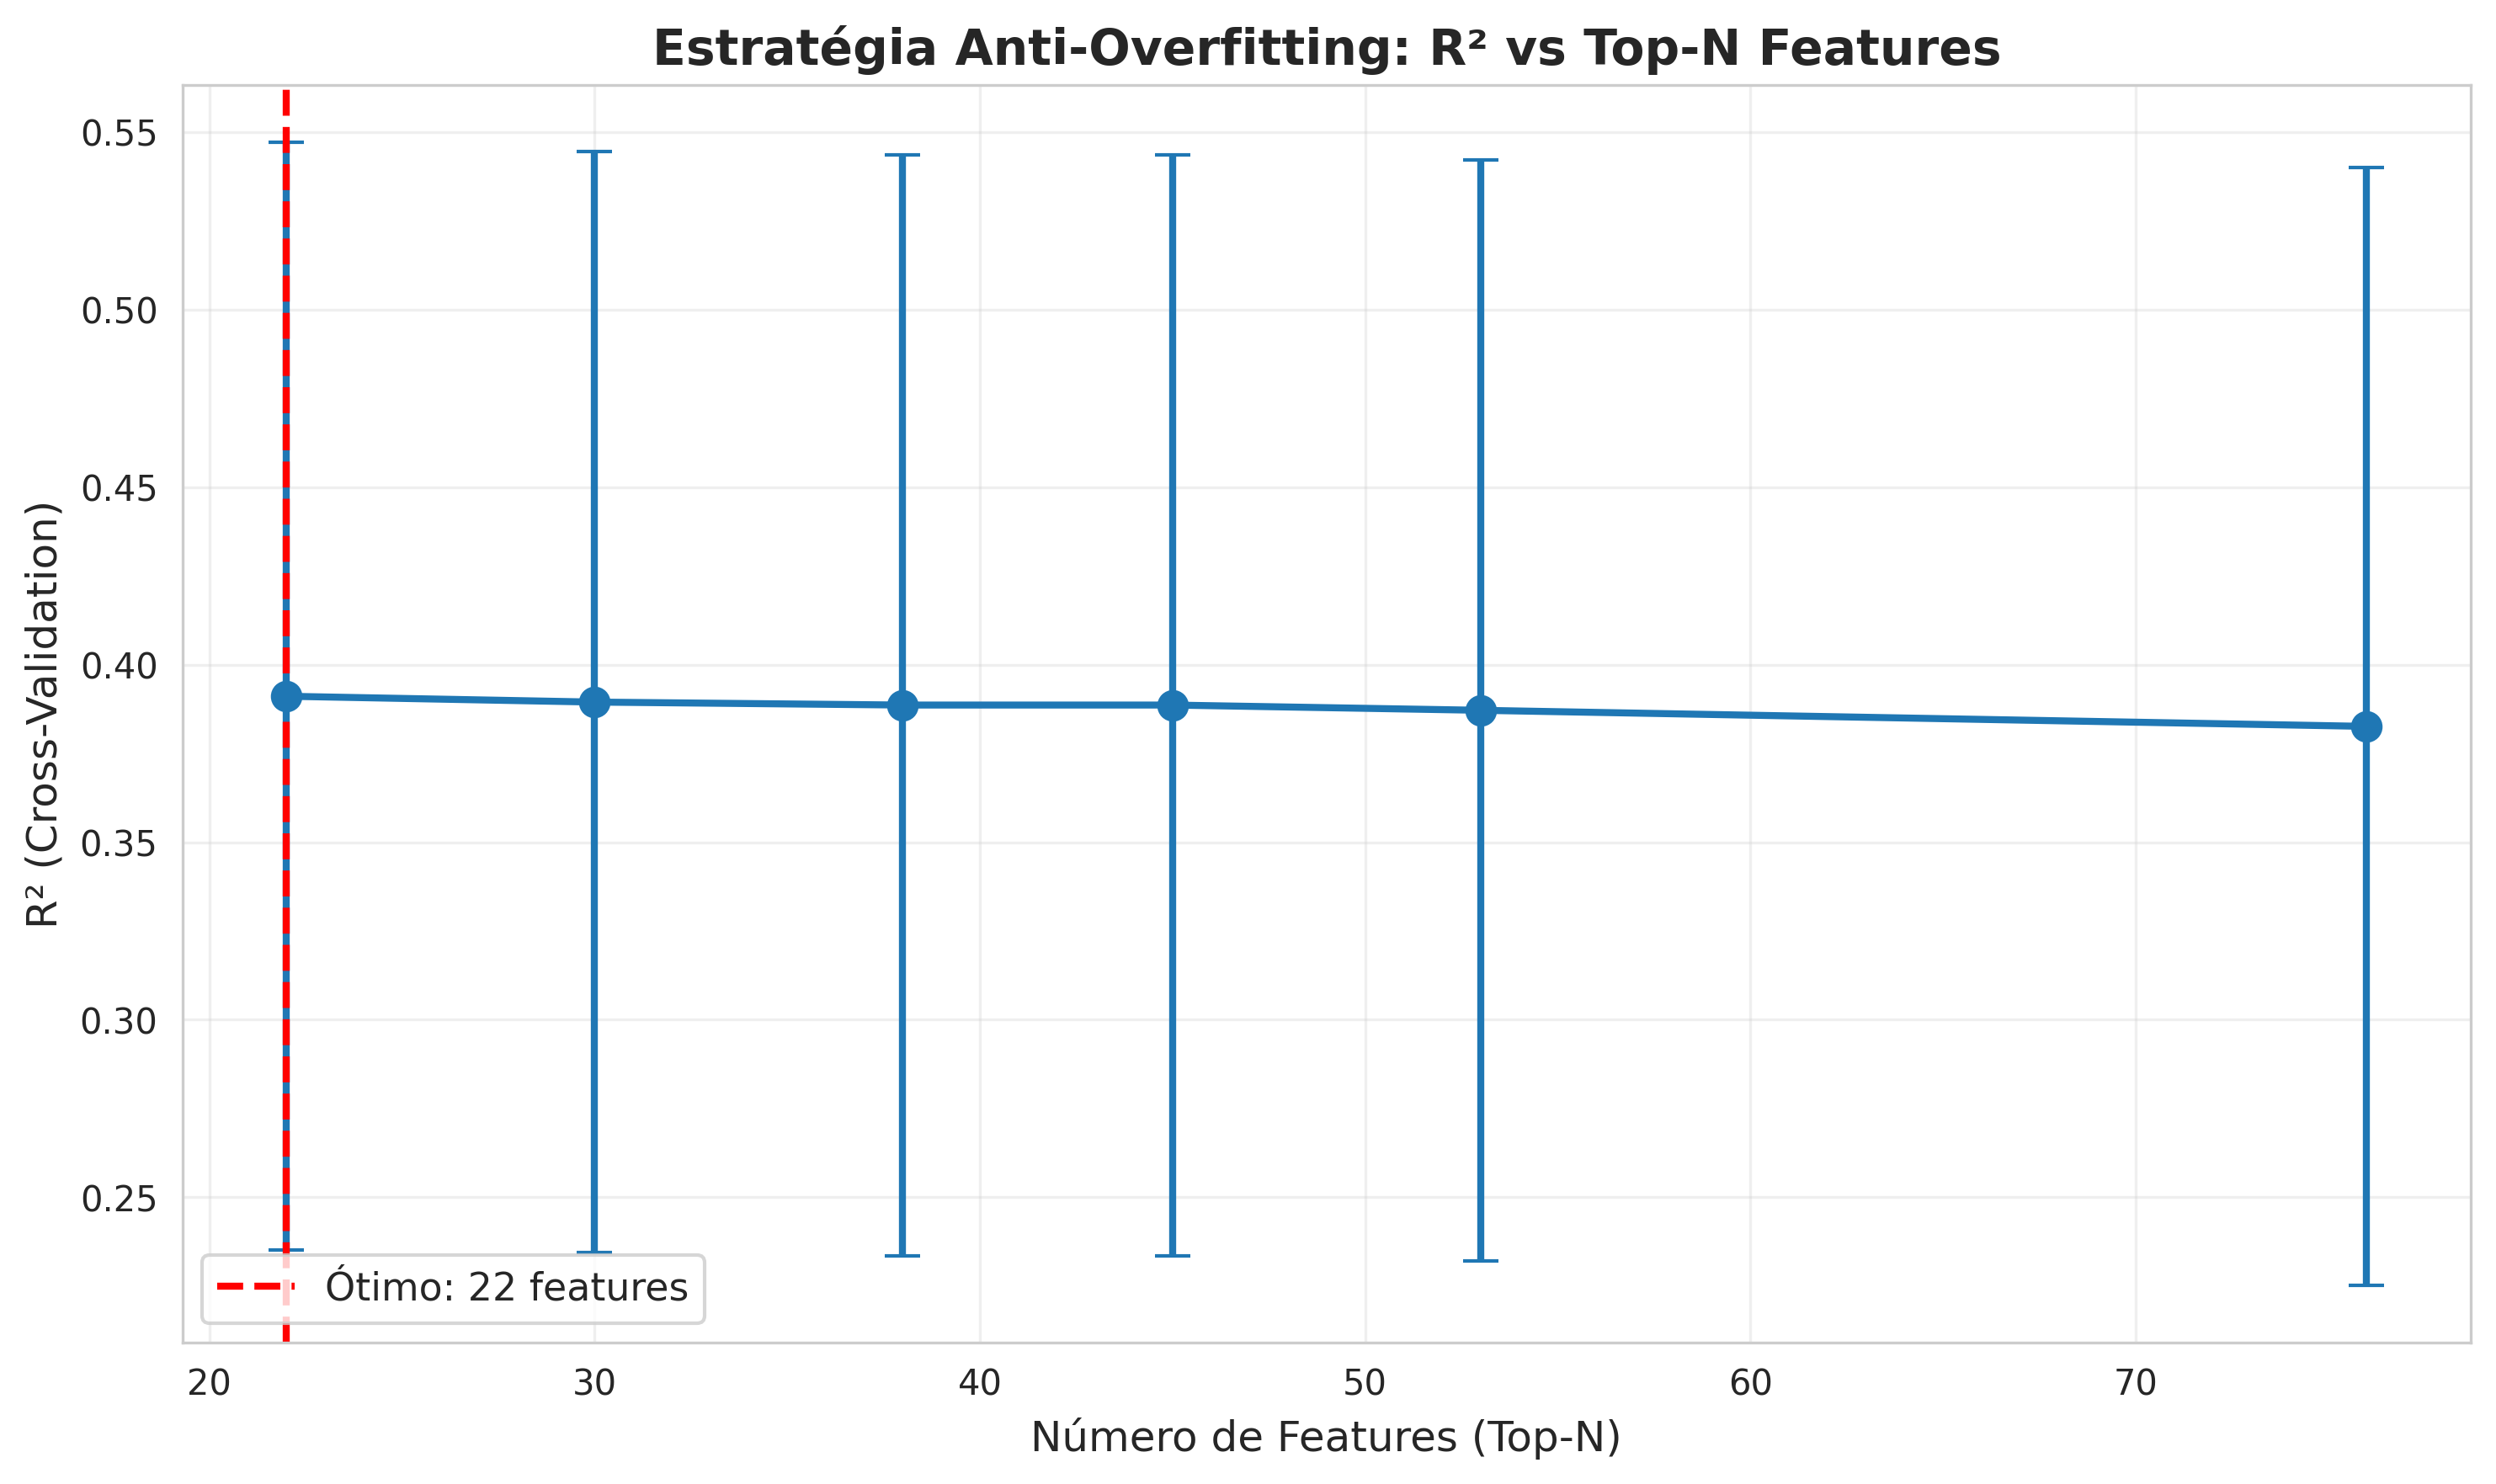 Estratégia Anti-Overfitting: R² vs Top-N Features
R² (Cross-Validation)
0.55
0.50
0.45
0.40
0.35
0.30
0.25
Ótimo: 22 features
20 30 40 50 60 70
Número de Features (Top-N)